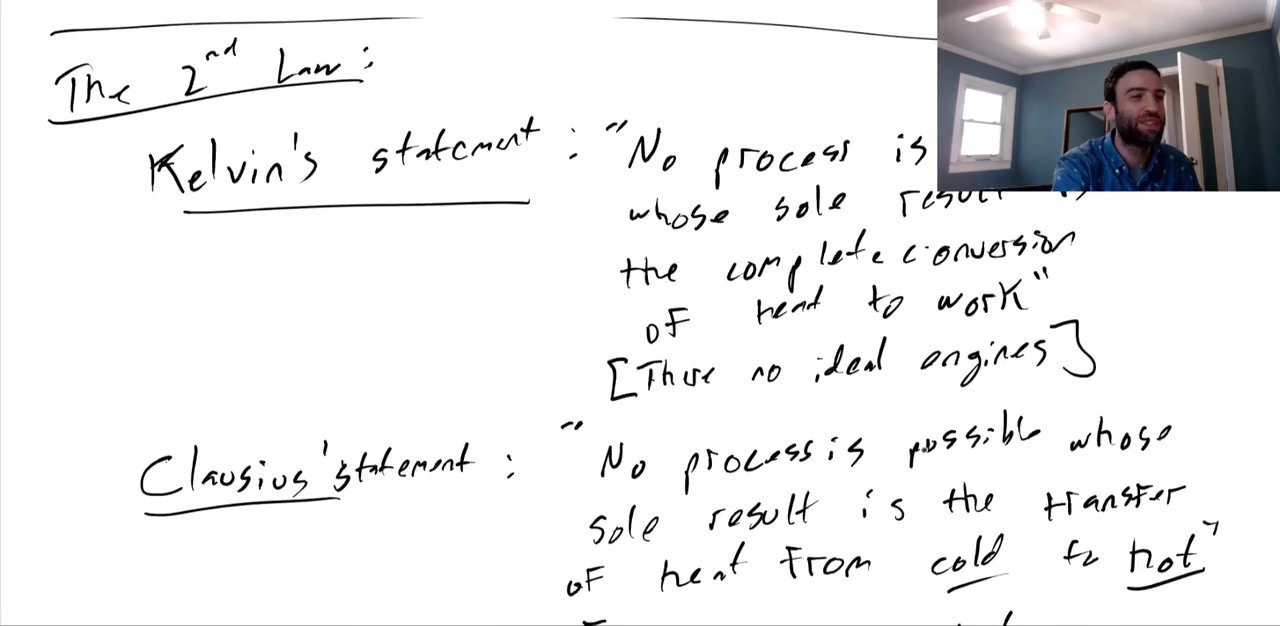 The 2nd Law:
Kelvin's statement : "No process is
whose sole result is
the complete conversion
of heat to work"
[There no ideal engines]
Clausius' statement : "No process is possible whose
sole result is the transfer
of heat from cold to hot"